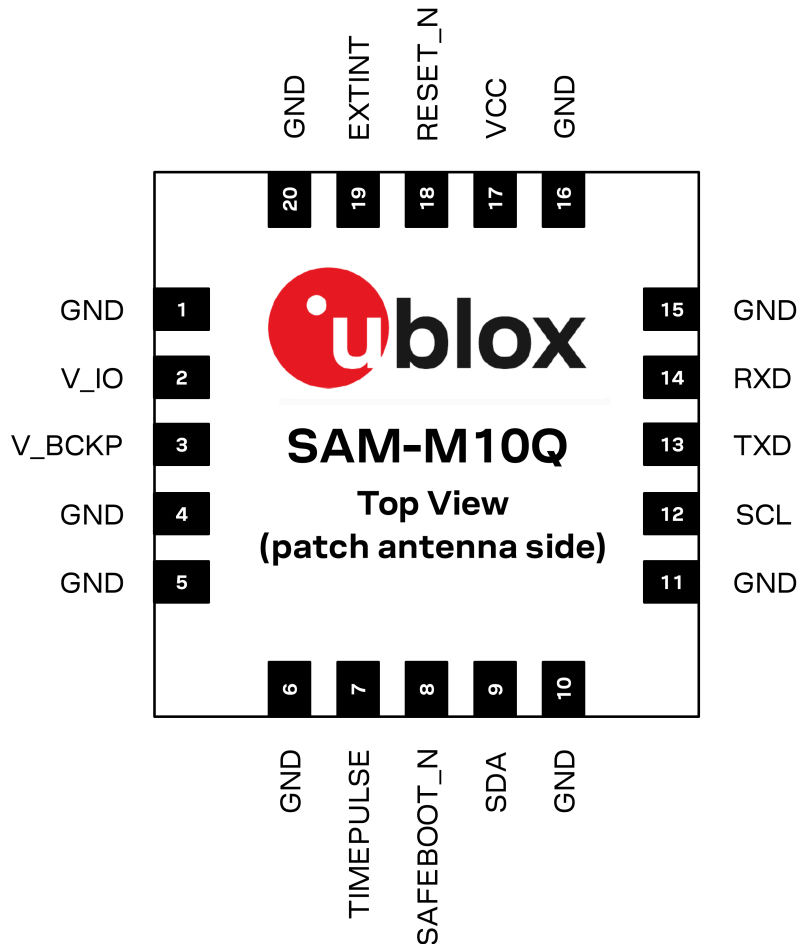 GND
EXTINT
RESET_N
VCC
GND
20
19
18
17
16
GND 1
V_IO 2
V_BCKP 3
GND 4
GND 5
ublox
SAM-M10Q
Top View
(patch antenna side)
15 GND
14 RXD
13 TXD
12 SCL
11 GND
6
7
8
9
10
GND
TIMEPULSE
SAFEBOOT_N
SDA
GND